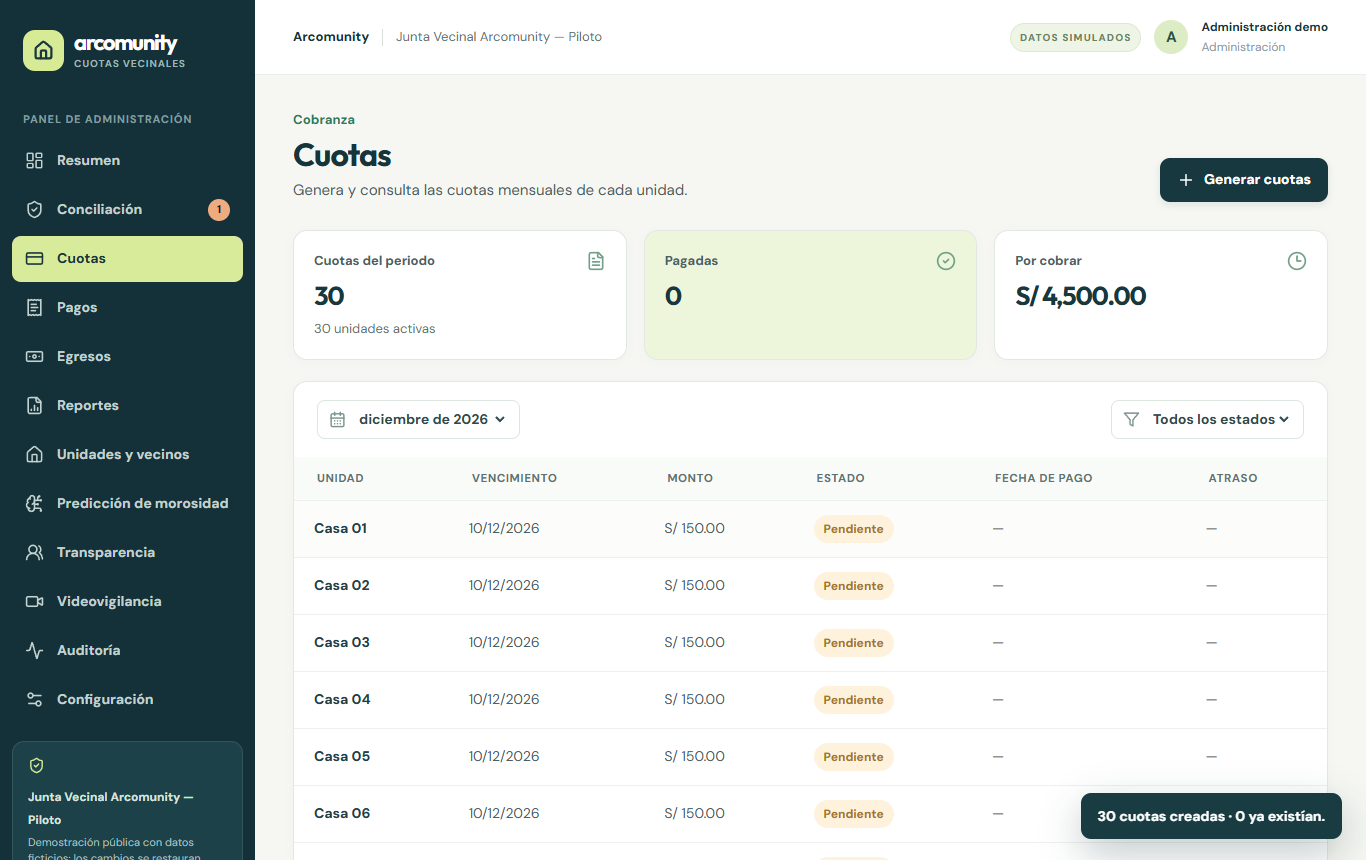 arcomunity
CUOTAS VECINALES
PANEL DE ADMINISTRACIÓN
Resumen
Conciliación 1
Cuotas
Pagos
Egresos
Reportes
Unidades y vecinos
Predicción de morosidad
Transparencia
Videovigilancia
Auditoría
Configuración
Junta Vecinal Arcomunity —
Piloto
Demostración pública con datos
ficticios; los cambios se restauran
Arcomunity Junta Vecinal Arcomunity — Piloto
DATOS SIMULADOS
A
Administración demo
Administración
Cobranza
Cuotas
Genera y consulta las cuotas mensuales de cada unidad.
Generar cuotas
Cuotas del periodo
30
30 unidades activas
Pagadas
0
Por cobrar
S/ 4,500.00
diciembre de 2026
Todos los estados
UNIDAD VENCIMIENTO MONTO ESTADO FECHA DE PAGO ATRASO
Casa 01 10/12/2026 S/ 150.00 Pendiente — —
Casa 02 10/12/2026 S/ 150.00 Pendiente — —
Casa 03 10/12/2026 S/ 150.00 Pendiente — —
Casa 04 10/12/2026 S/ 150.00 Pendiente — —
Casa 05 10/12/2026 S/ 150.00 Pendiente — —
Casa 06 10/12/2026 S/ 150.00 Pendiente —
30 cuotas creadas · 0 ya existían.